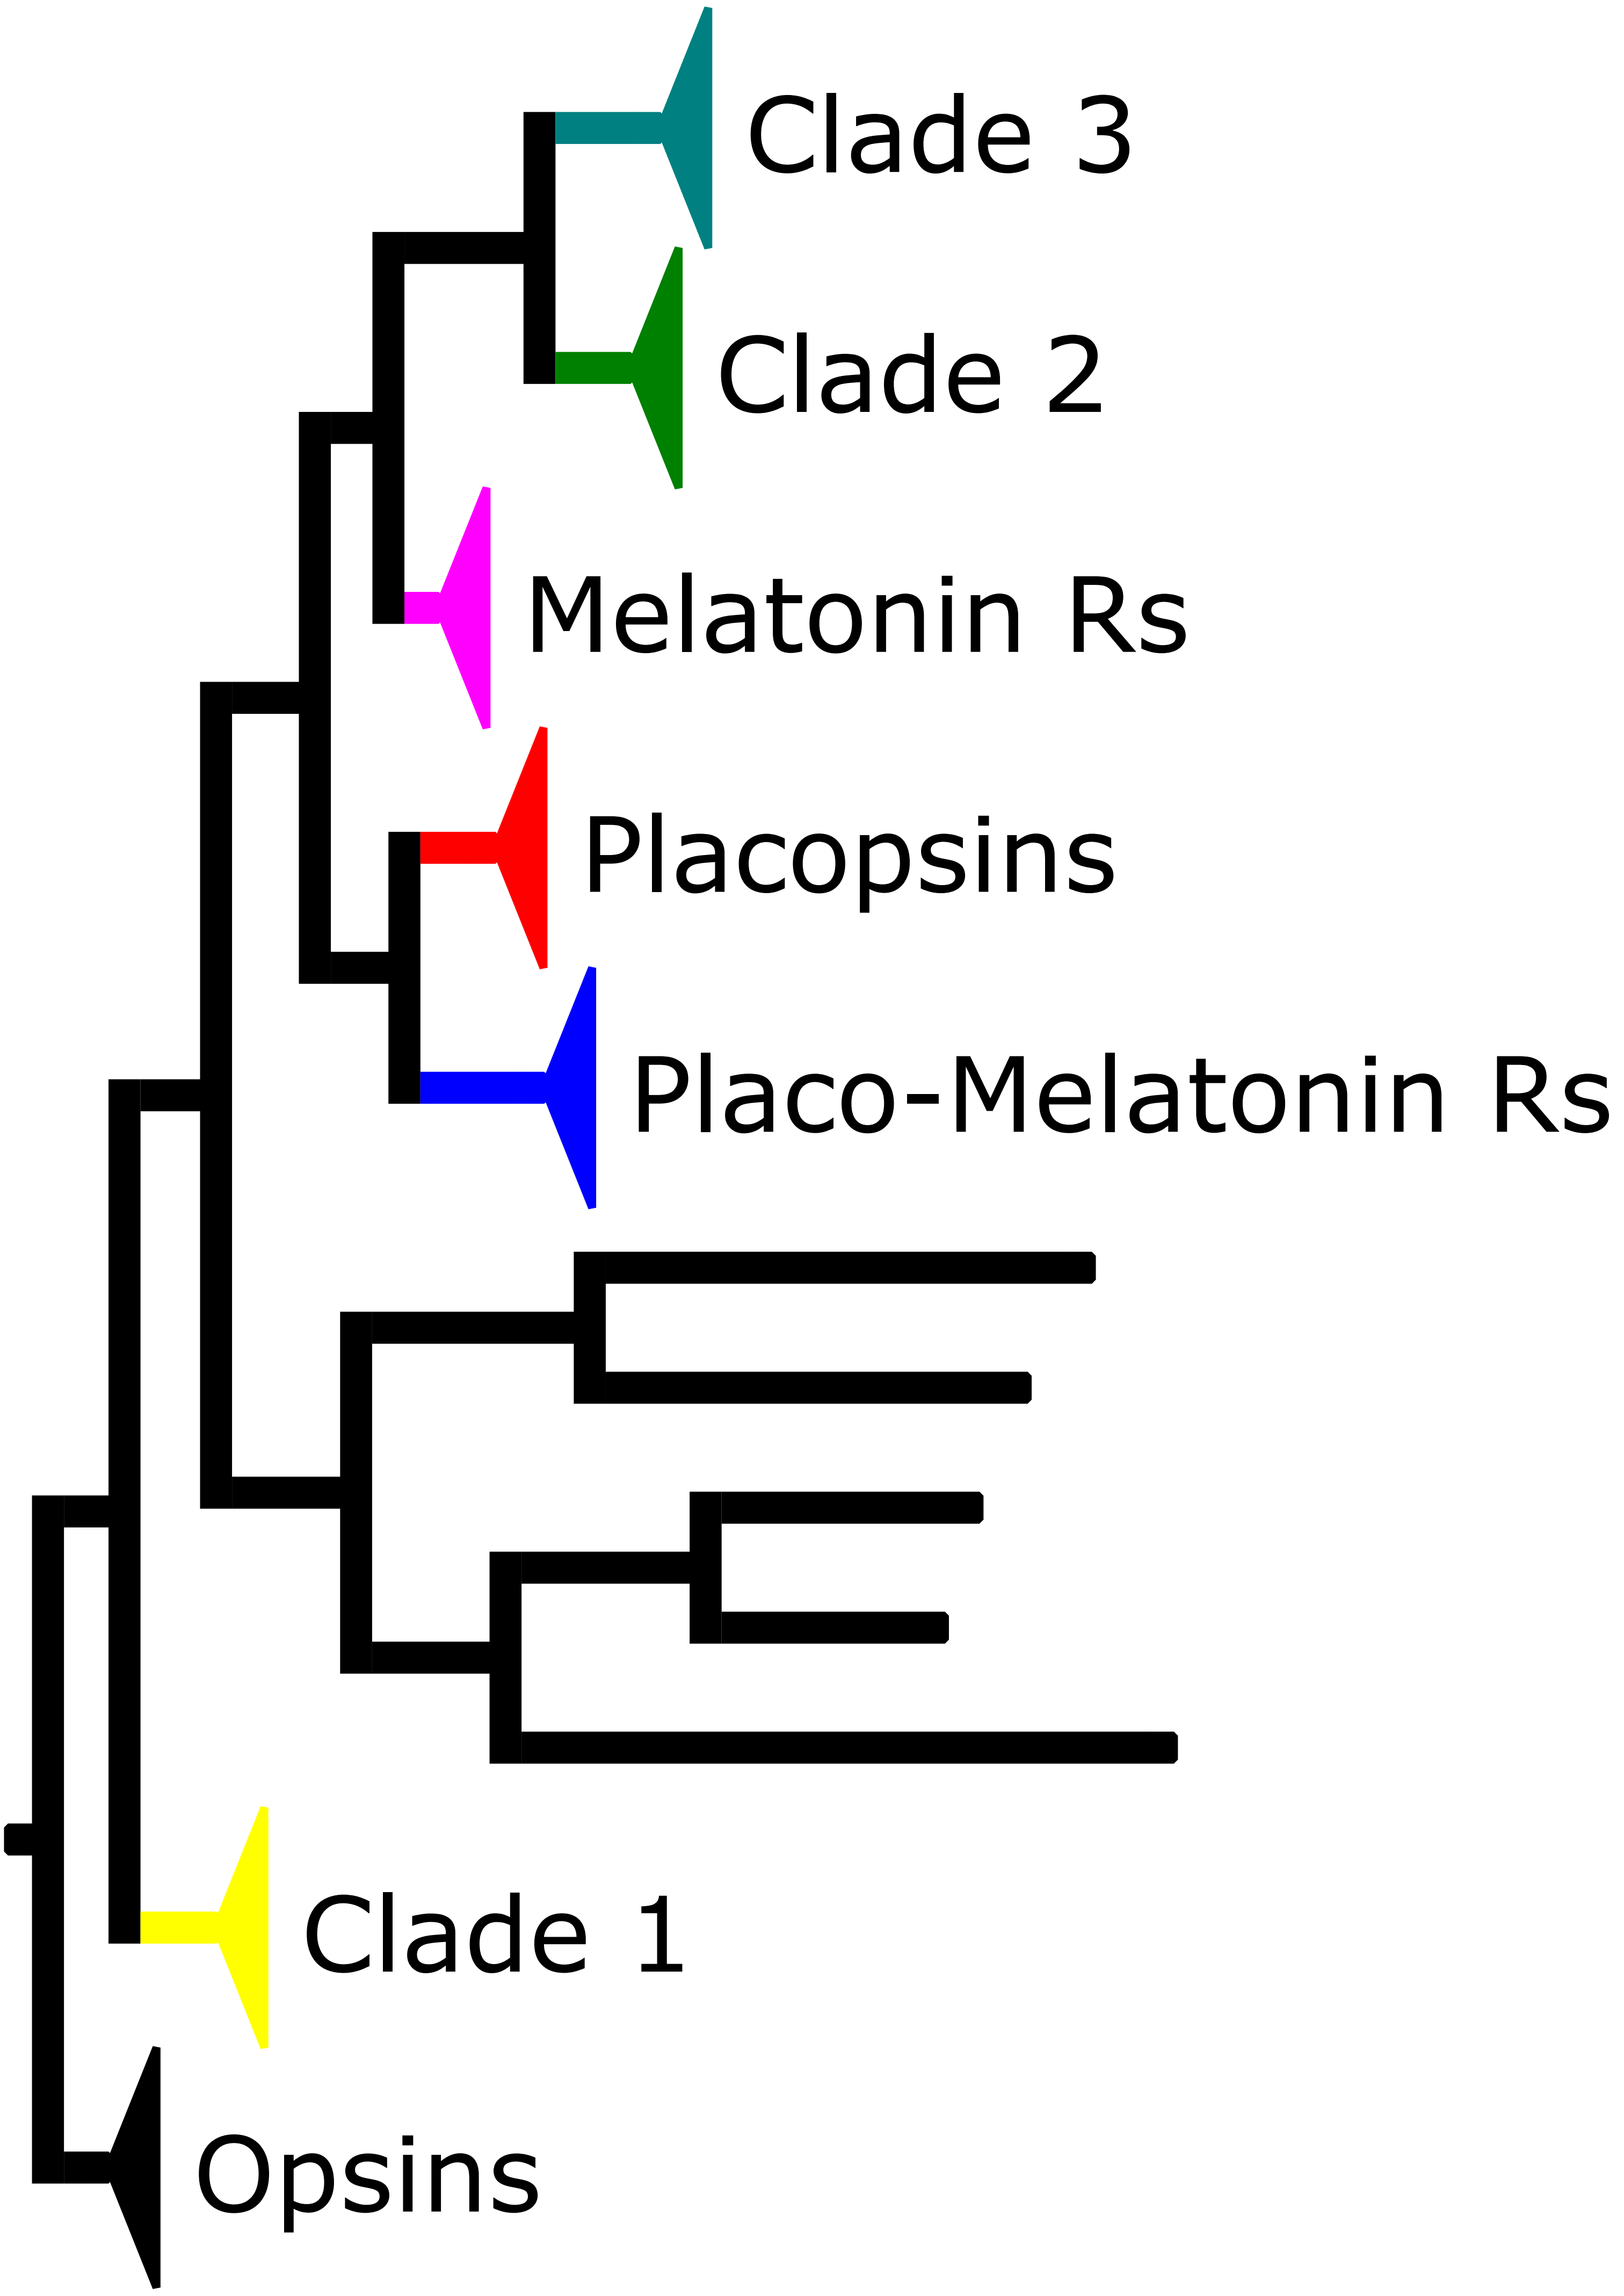 Clade 3
Clade 2
Melatonin Rs
Placopsins
Placo-Melatonin Rs
Clade 1
Opsins